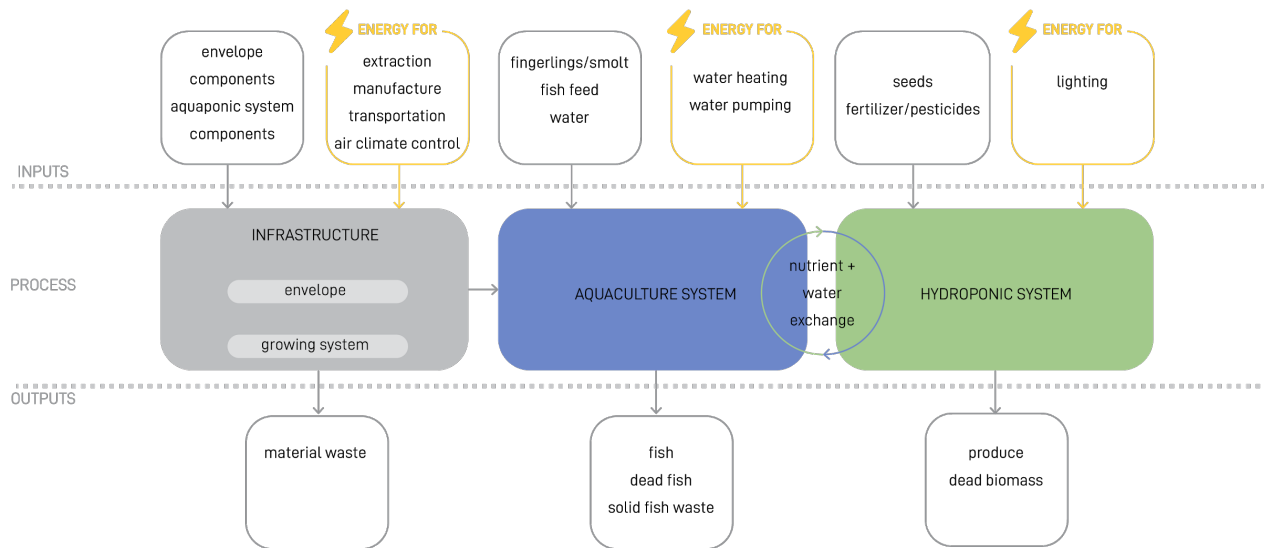 ENERGY FOR
ENERGY FOR
ENERGY FOR
envelope
components
aquaponic system
components
extraction
manufacture
transportation
air climate control
fingerlings/smolt
fish feed
water
water heating
water pumping
seeds
fertilizer/pesticides
lighting
INPUTS
INFRASTRUCTURE
envelope
growing system
PROCESS
AQUACULTURE SYSTEM
nutrient +
water
exchange
HYDROPONIC SYSTEM
OUTPUTS
material waste
fish
dead fish
solid fish waste
produce
dead biomass